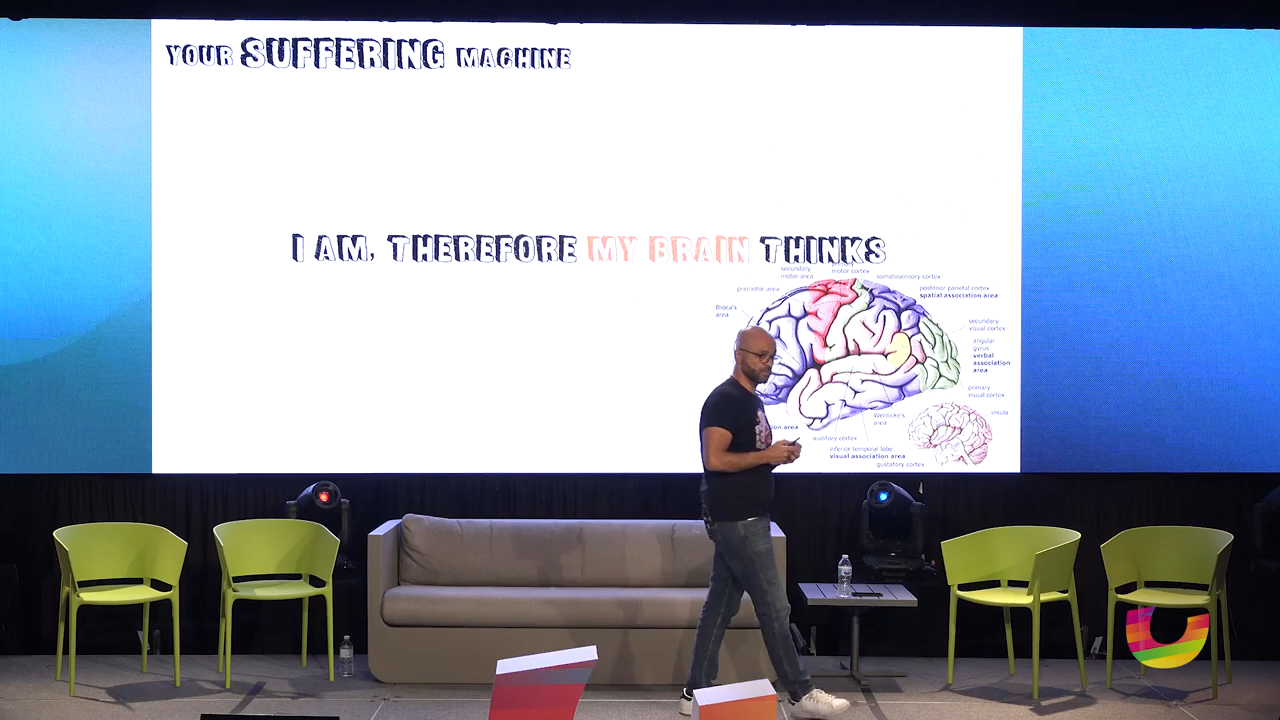 YOUR SUFFERING MACHINE
I AM, THEREFORE MY BRAIN THINKS
secundary
motor area
motor cortex
somatosensory cortex
premotor area
posterior parietal cortex
spatial association area
Broca's
area
secundary
visual cortex
angular
gyrus
verbal
association
area
primary
visual cortex
insula
Wernicke's
area
area
auditory cortex
inferior temporal lobe
visual association area
gustatory cortex